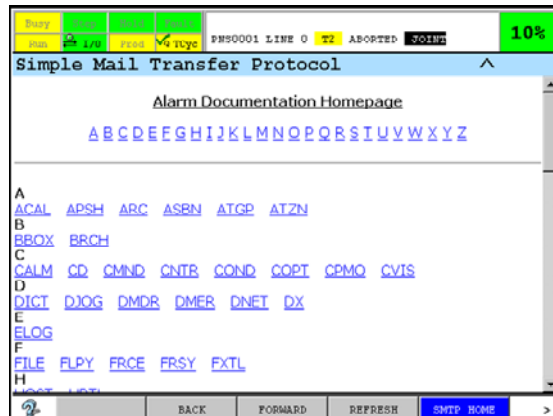 Busy Step Hold Fault
Run I/O Prod TCyc
PNS0001 LINE 0 T2 ABORTED JOINT
10%
Simple Mail Transfer Protocol ^
Alarm Documentation Homepage
A B C D E F G H I J K L M N O P Q R S T U V W X Y Z
A
ACAL APSH ARC ASBN ATGP ATZN
B
BBOX BRCH
C
CALM CD CMND CNTR COND COPT CPMO CVIS
D
DICT DJOG DMDR DMER DNET DX
E
ELOG
F
FILE FLPY FRCE FRSY FXTL
H
BACK FORWARD REFRESH SMTP HOME >